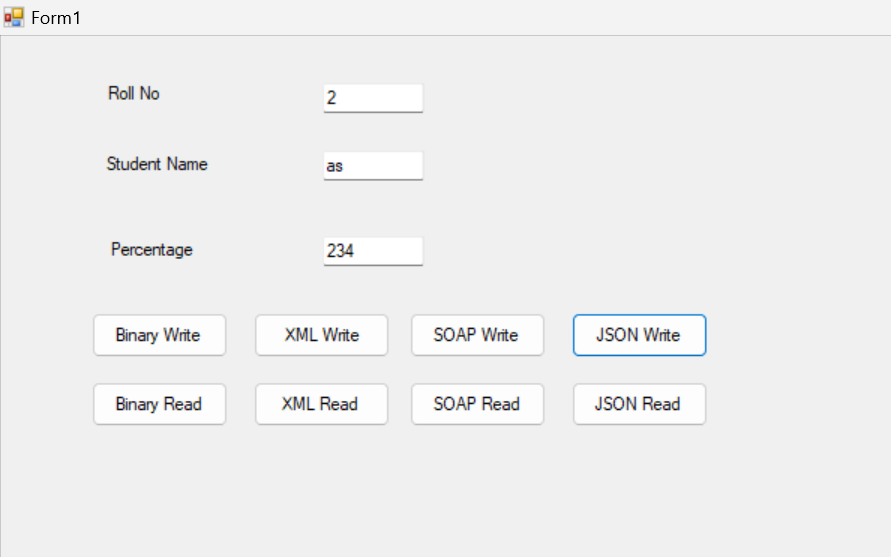 Form1
Roll No 2
Student Name as
Percentage 234
Binary Write XML Write SOAP Write JSON Write
Binary Read XML Read SOAP Read JSON Read